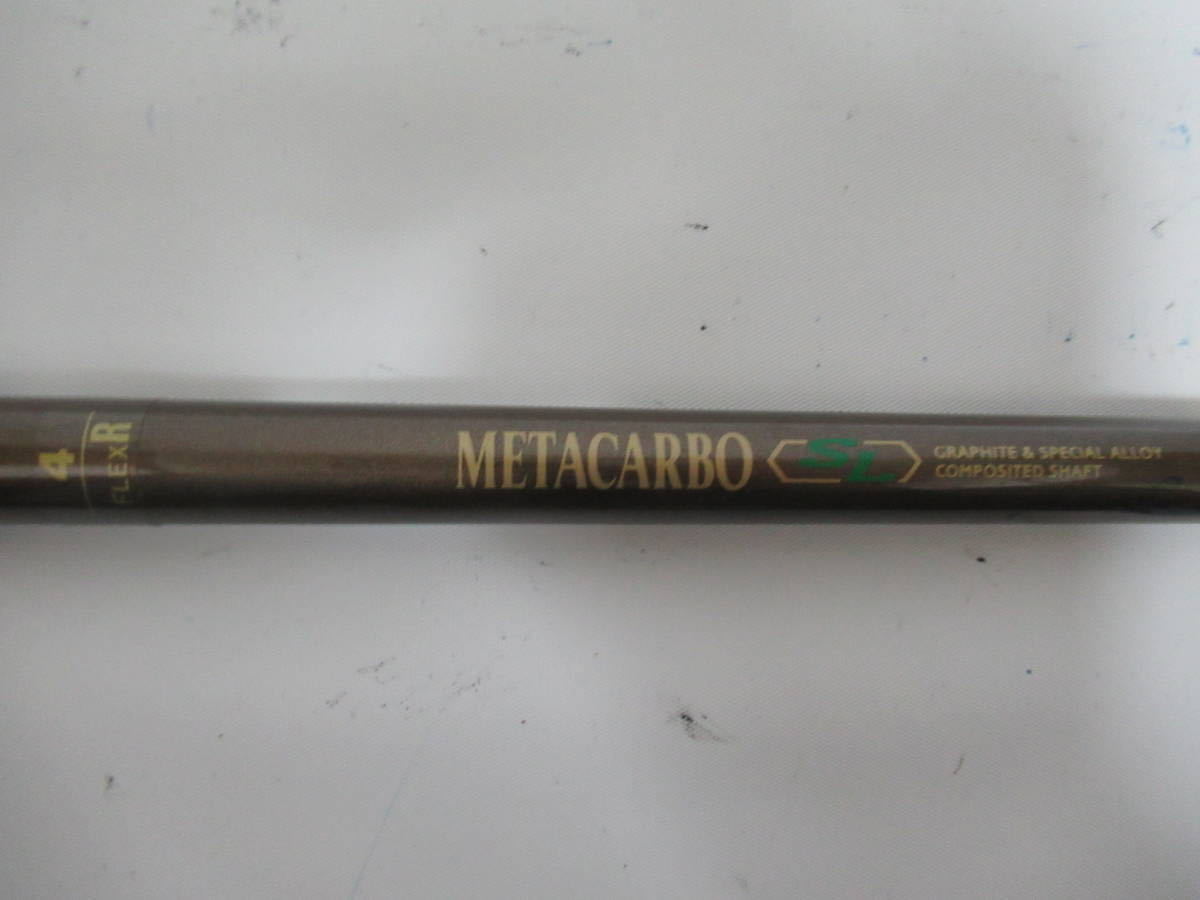 4
FLEX R
METACARBO SL
GRAPHITE & SPECIAL ALLOY
COMPOSITED SHAFT